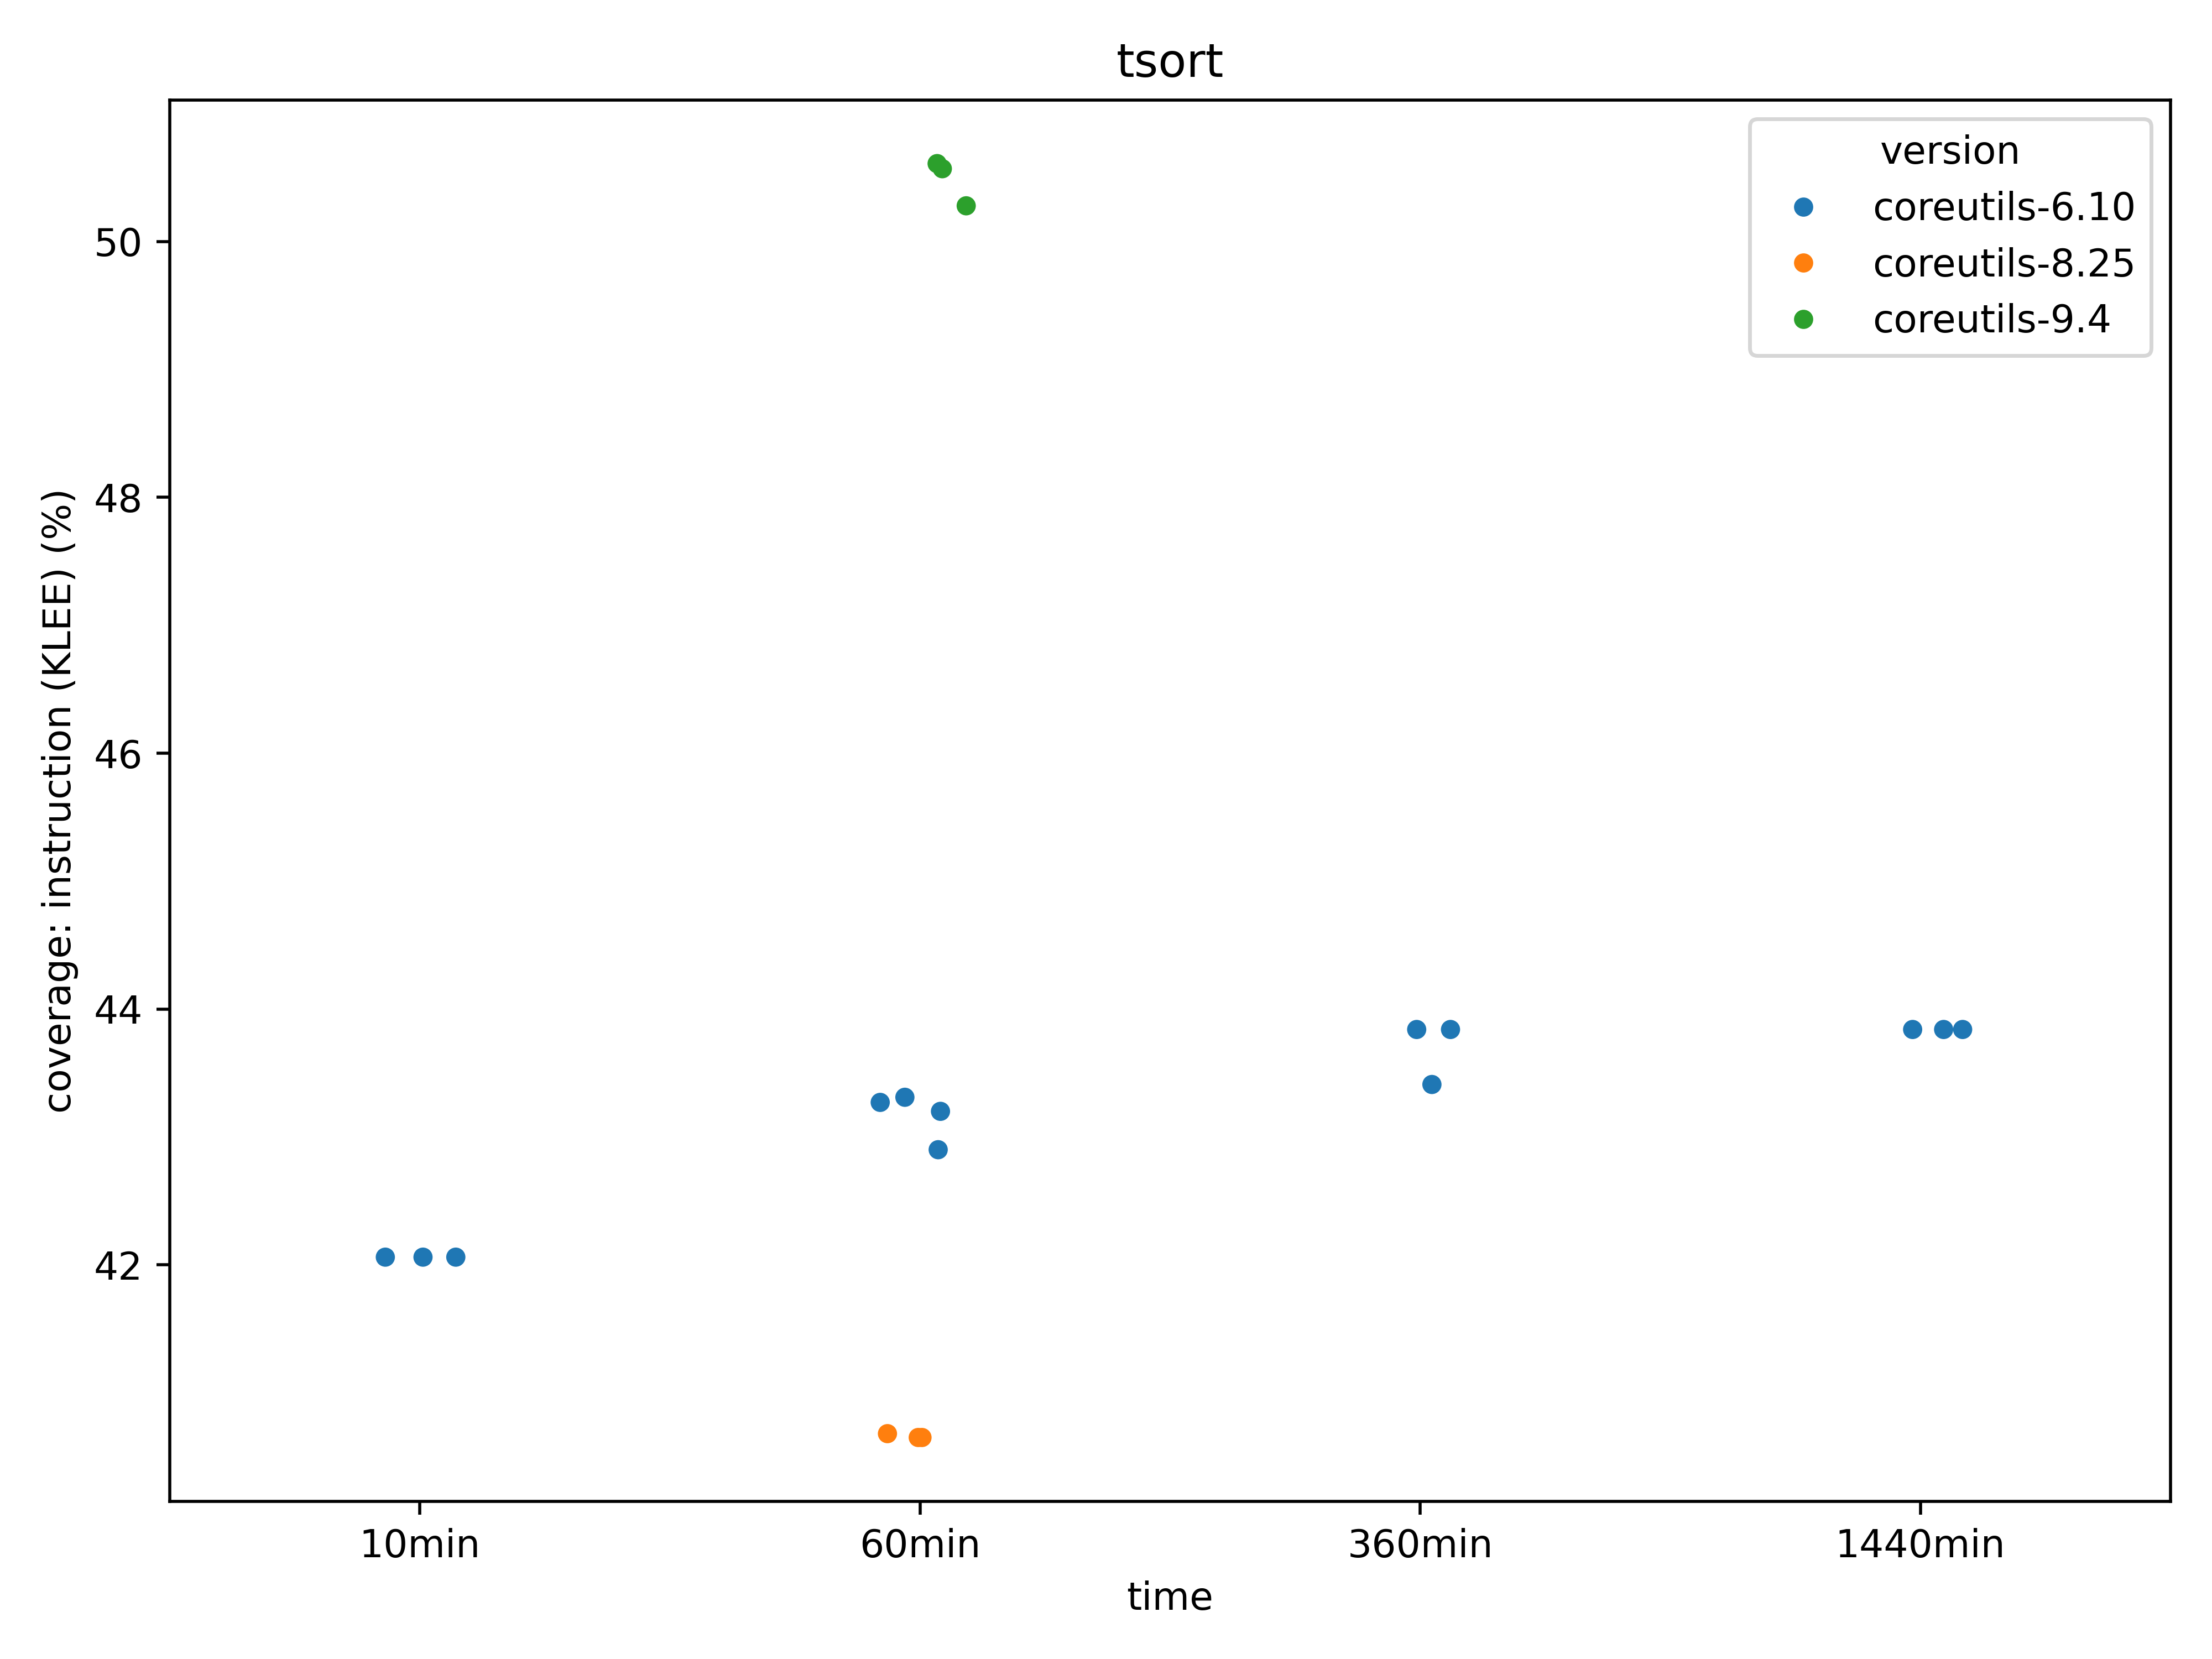 tsort
version
coreutils-6.10
coreutils-8.25
coreutils-9.4
coverage: instruction (KLEE) (%)
50
48
46
44
42
10min 60min 360min 1440min
time